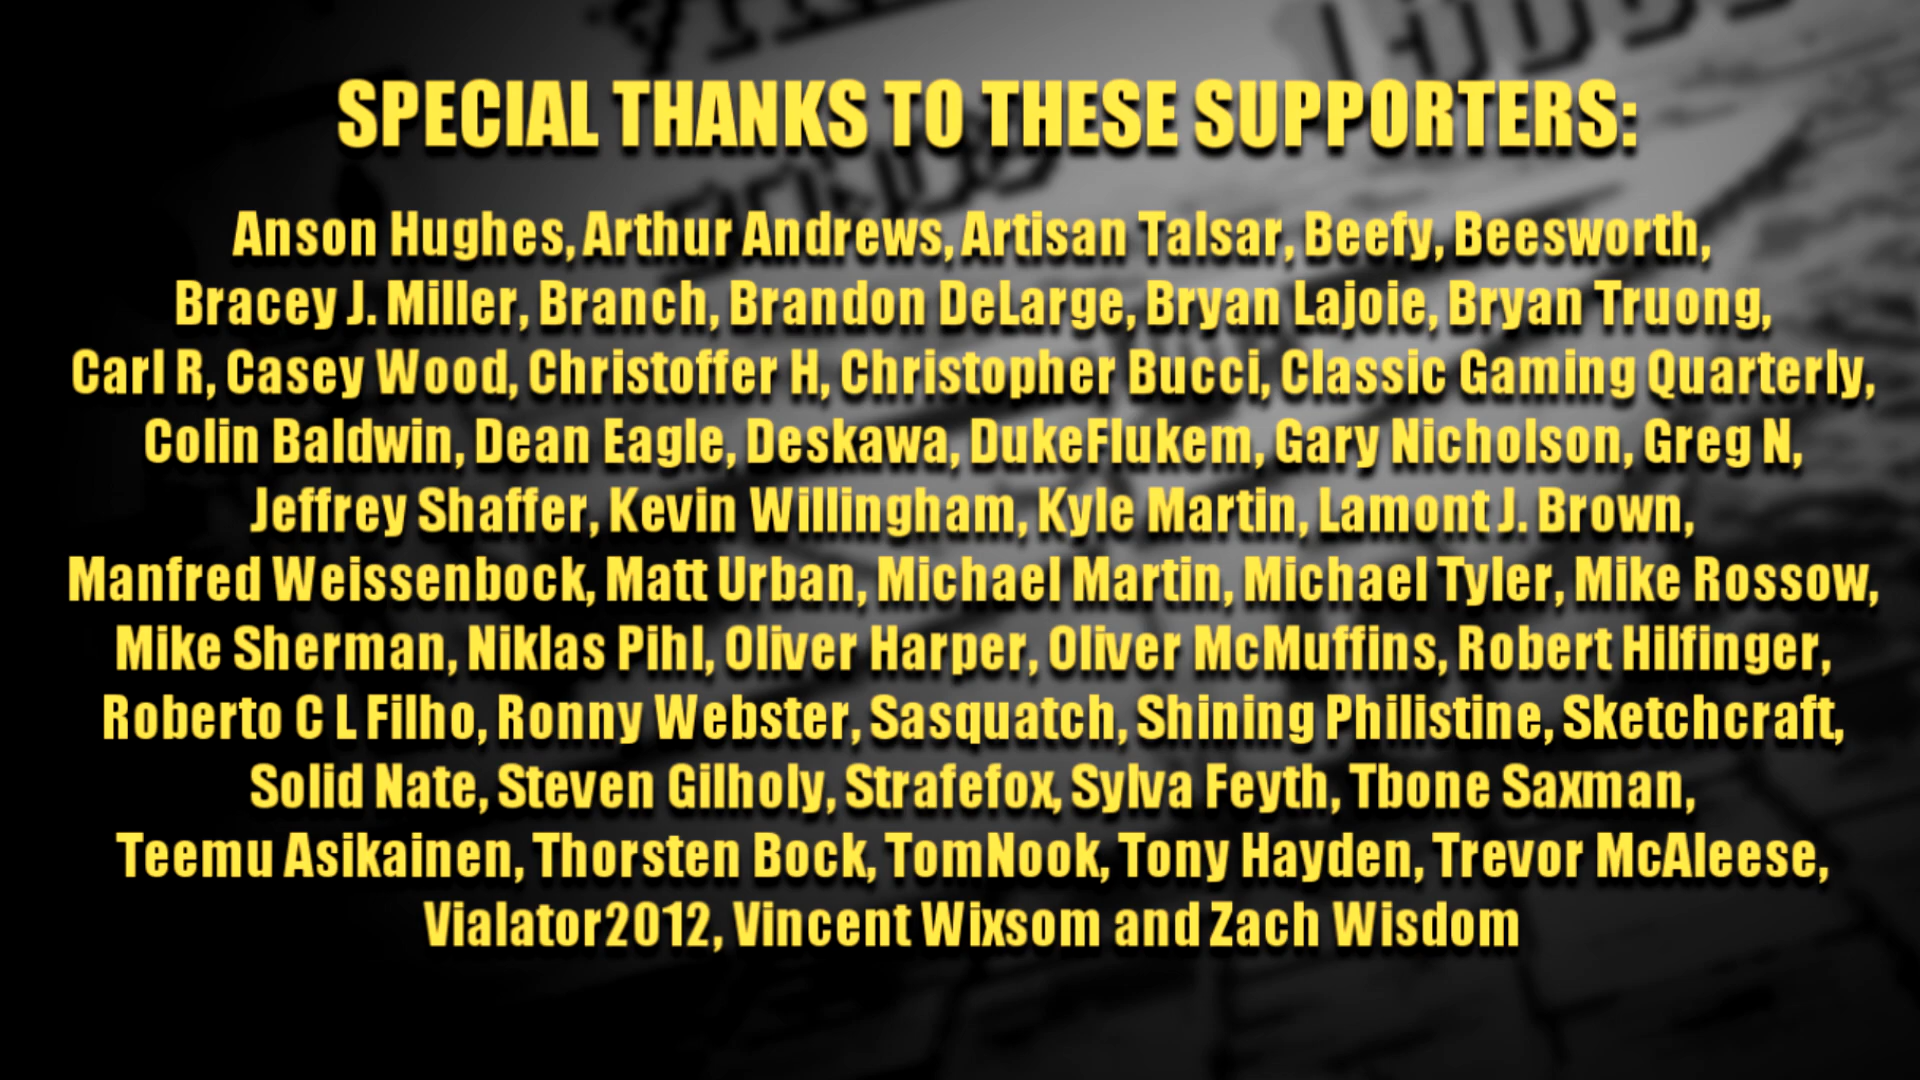 SPECIAL THANKS TO THESE SUPPORTERS:
Anson Hughes, Arthur Andrews, Artisan Talsar, Beefy, Beesworth,
Bracey J. Miller, Branch, Brandon DeLarge, Bryan Lajoie, Bryan Truong,
Carl R, Casey Wood, Christoffer H, Christopher Bucci, Classic Gaming Quarterly,
Colin Baldwin, Dean Eagle, Deskawa, DukeFlukem, Gary Nicholson, Greg N,
Jeffrey Shaffer, Kevin Willingham, Kyle Martin, Lamont J. Brown,
Manfred Weissenbock, Matt Urban, Michael Martin, Michael Tyler, Mike Rossow,
Mike Sherman, Niklas Pihl, Oliver Harper, Oliver McMuffins, Robert Hilfinger,
Roberto C L Filho, Ronny Webster, Sasquatch, Shining Philistine, Sketchcraft,
Solid Nate, Steven Gilholy, Strafefox, Sylva Feyth, Tbone Saxman,
Teemu Asikainen, Thorsten Bock, TomNook, Tony Hayden, Trevor McAleese,
Vialator2012, Vincent Wixsom and Zach Wisdom